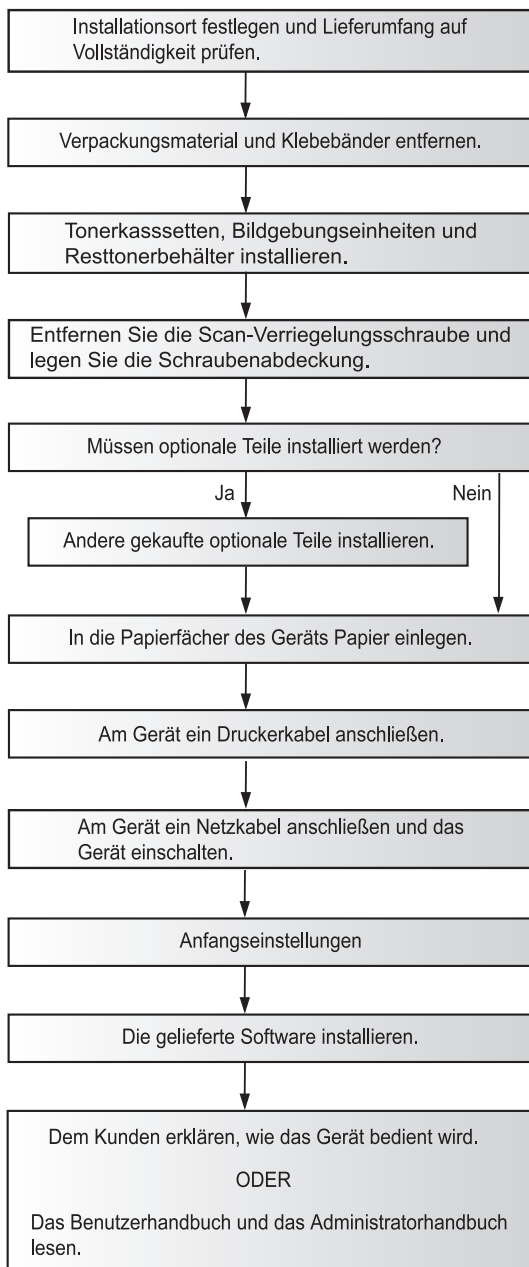 Installationsort festlegen und Lieferumfang auf
Vollständigkeit prüfen.
Verpackungsmaterial und Klebebänder entfernen.
Tonerkasssetten, Bildgebungseinheiten und
Resttonerbehälter installieren.
Entfernen Sie die Scan-Verriegelungsschraube und
legen Sie die Schraubenabdeckung.
Müssen optionale Teile installiert werden?
Ja
Nein
Andere gekaufte optionale Teile installieren.
In die Papierfächer des Geräts Papier einlegen.
Am Gerät ein Druckerkabel anschließen.
Am Gerät ein Netzkabel anschließen und das
Gerät einschalten.
Anfangseinstellungen
Die gelieferte Software installieren.
Dem Kunden erklären, wie das Gerät bedient wird.
ODER
Das Benutzerhandbuch und das Administratorhandbuch
lesen.